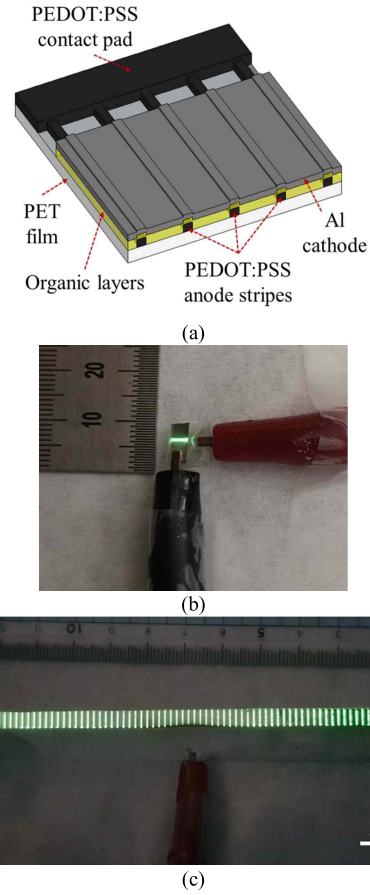 PEDOT:PSS
contact pad
PET
film
Organic layers
PEDOT:PSS
anode stripes
Al
cathode
(a)
20
10
(b)
11
10
9
8
7
6
5
4
3
(c)